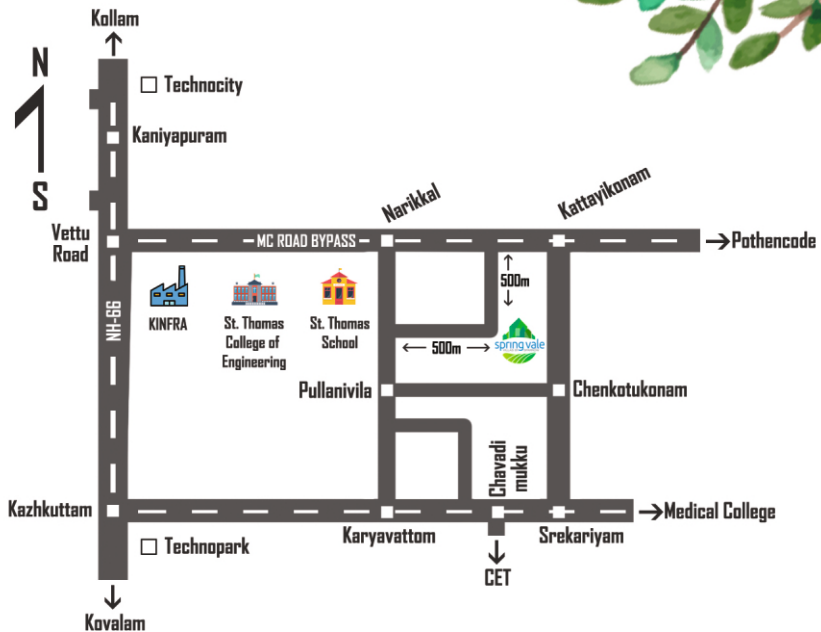 Kollam
N
Technocity
Kaniyapuram
S
Narikkal
Kattayikonam
Vettu
Road
MC ROAD BYPASS
Pothencode
500m
NH-66
KINFRA
St. Thomas
College of
Engineering
St. Thomas
School
500m
spring vale
Pullanivila
Chenkotukonam
Chavadi
mukku
Kazhkuttam
Medical College
Technopark
Karyavattom
Srekariyam
CET
Kovalam